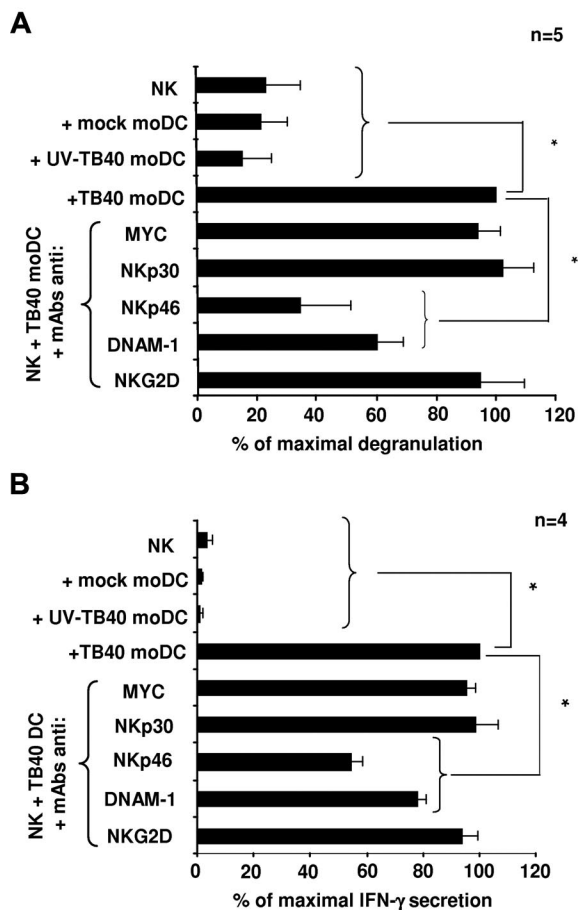 A
n=5
NK
+ mock moDC
+ UV-TB40 moDC
+TB40 moDC
MYC
NKp30
NKp46
DNAM-1
NKG2D
NK + TB40 moDC
+ mAbs anti:
*
*
0 20 40 60 80 100 120
% of maximal degranulation
B
n=4
NK
+ mock moDC
+ UV-TB40 moDC
+TB40 moDC
MYC
NKp30
NKp46
DNAM-1
NKG2D
NK + TB40 DC
+ mAbs anti:
*
*
0 20 40 60 80 100 120
% of maximal IFN-γ secretion